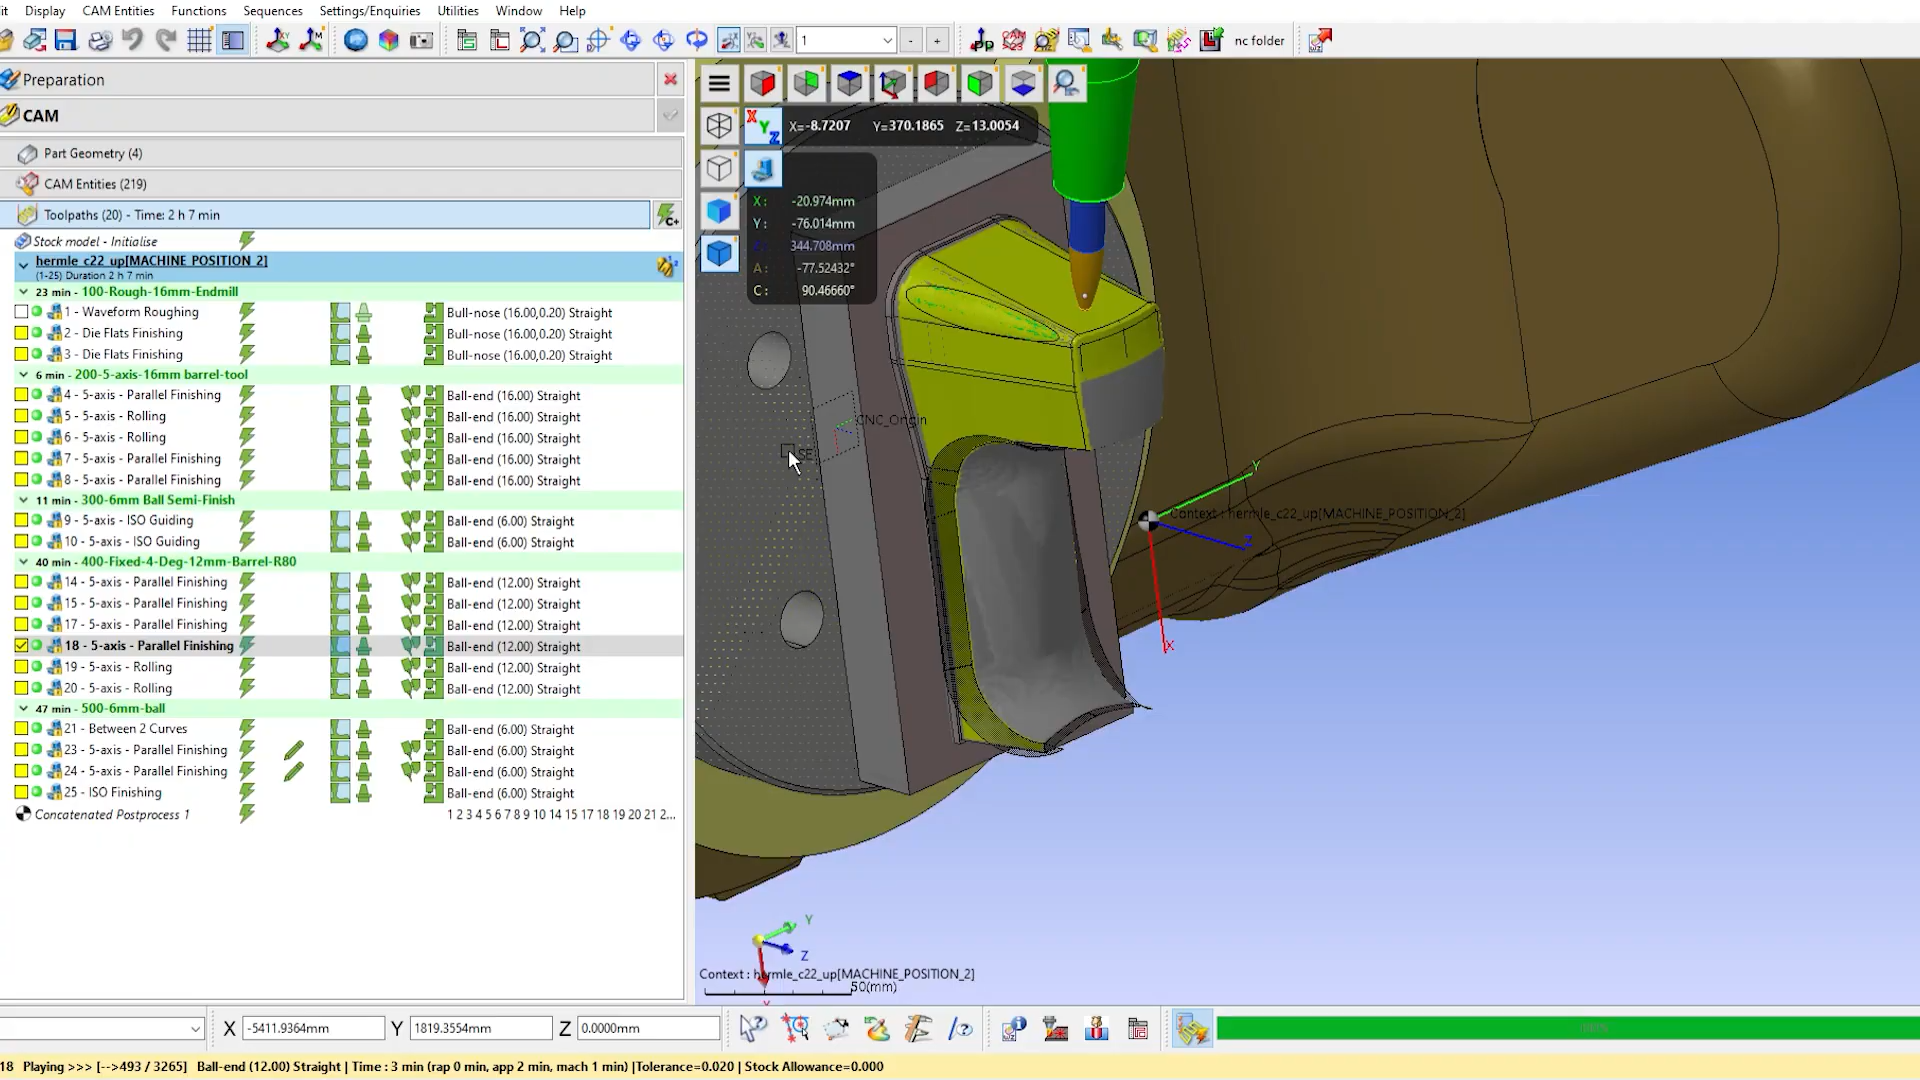 it Display CAM Entities Functions Sequences Settings/Enquiries Utilities Window Help
1 - + PP nc folder
Preparation
CAM
Part Geometry (4)
CAM Entities (219)
Toolpaths (20) - Time: 2 h 7 min C+
Stock model - Initialise
hermle_c22_up[MACHINE_POSITION_2]
(1-25) Duration 2 h 7 min
23 min - 100-Rough-16mm-Endmill
1 - Waveform Roughing Bull-nose (16.00,0.20) Straight
2 - Die Flats Finishing Bull-nose (16.00,0.20) Straight
3 - Die Flats Finishing Bull-nose (16.00,0.20) Straight
6 min - 200-5-axis-16mm barrel-tool
4 - 5-axis - Parallel Finishing Ball-end (16.00) Straight
5 - 5-axis - Rolling Ball-end (16.00) Straight
6 - 5-axis - Rolling Ball-end (16.00) Straight
7 - 5-axis - Parallel Finishing Ball-end (16.00) Straight
8 - 5-axis - Parallel Finishing Ball-end (16.00) Straight
11 min - 300-6mm Ball Semi-Finish
9 - 5-axis - ISO Guiding Ball-end (6.00) Straight
10 - 5-axis - ISO Guiding Ball-end (6.00) Straight
40 min - 400-Fixed-4-Deg-12mm-Barrel-R80
14 - 5-axis - Parallel Finishing Ball-end (12.00) Straight
15 - 5-axis - Parallel Finishing Ball-end (12.00) Straight
17 - 5-axis - Parallel Finishing Ball-end (12.00) Straight
18 - 5-axis - Parallel Finishing Ball-end (12.00) Straight
19 - 5-axis - Rolling Ball-end (12.00) Straight
20 - 5-axis - Rolling Ball-end (12.00) Straight
47 min - 500-6mm-ball
21 - Between 2 Curves Ball-end (6.00) Straight
23 - 5-axis - Parallel Finishing Ball-end (6.00) Straight
24 - 5-axis - Parallel Finishing Ball-end (6.00) Straight
25 - ISO Finishing Ball-end (6.00) Straight
Concatenated Postprocess 1 1 2 3 4 5 6 7 8 9 10 14 15 17 18 19 20 21 2...
X Y Z X=-8.7207 Y=370.1865 Z=13.0054
X : -20.974mm
Y : -76.014mm
Z : 344.708mm
A : -77.52432°
C : 90.46660°
CNC_Origin
SE
Y
Context : hermle_c22_up[MACHINE_POSITION_2]
Z
X
Y
Z
Context : hermle_c22_up[MACHINE_POSITION_2]
50(mm)
X
X -5411.9364mm Y 1819.3554mm Z 0.0000mm
100%
18 Playing >>> [-->493 / 3265] Ball-end (12.00) Straight | Time : 3 min (rap 0 min, app 2 min, mach 1 min) |Tolerance=0.020 | Stock Allowance=0.000